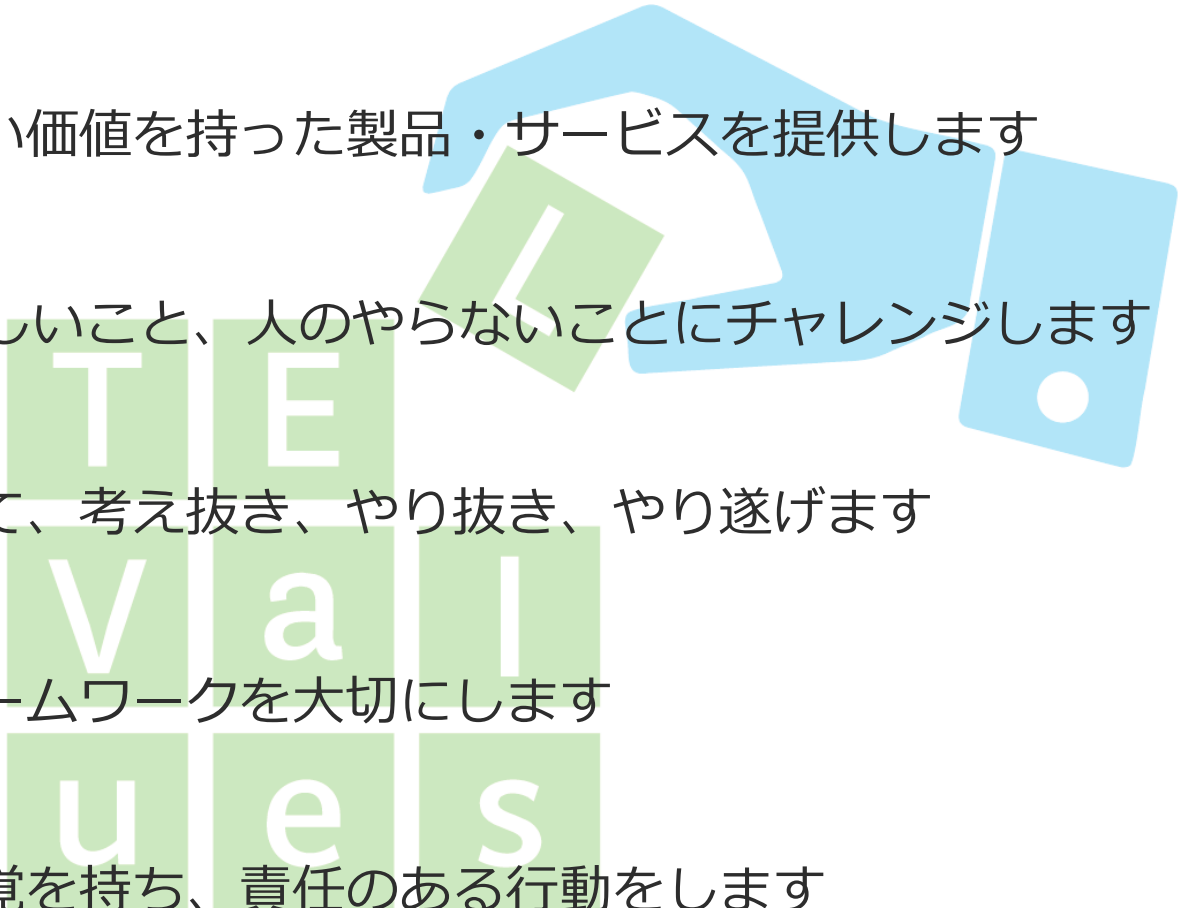 い価値を持った製品・サービスを提供します
L
しいこと、人のやらないことにチャレンジします
T E
て、考え抜き、やり抜き、やり遂げます
V a l
ームワークを大切にします
u e s
覚を持ち、責任のある行動をします